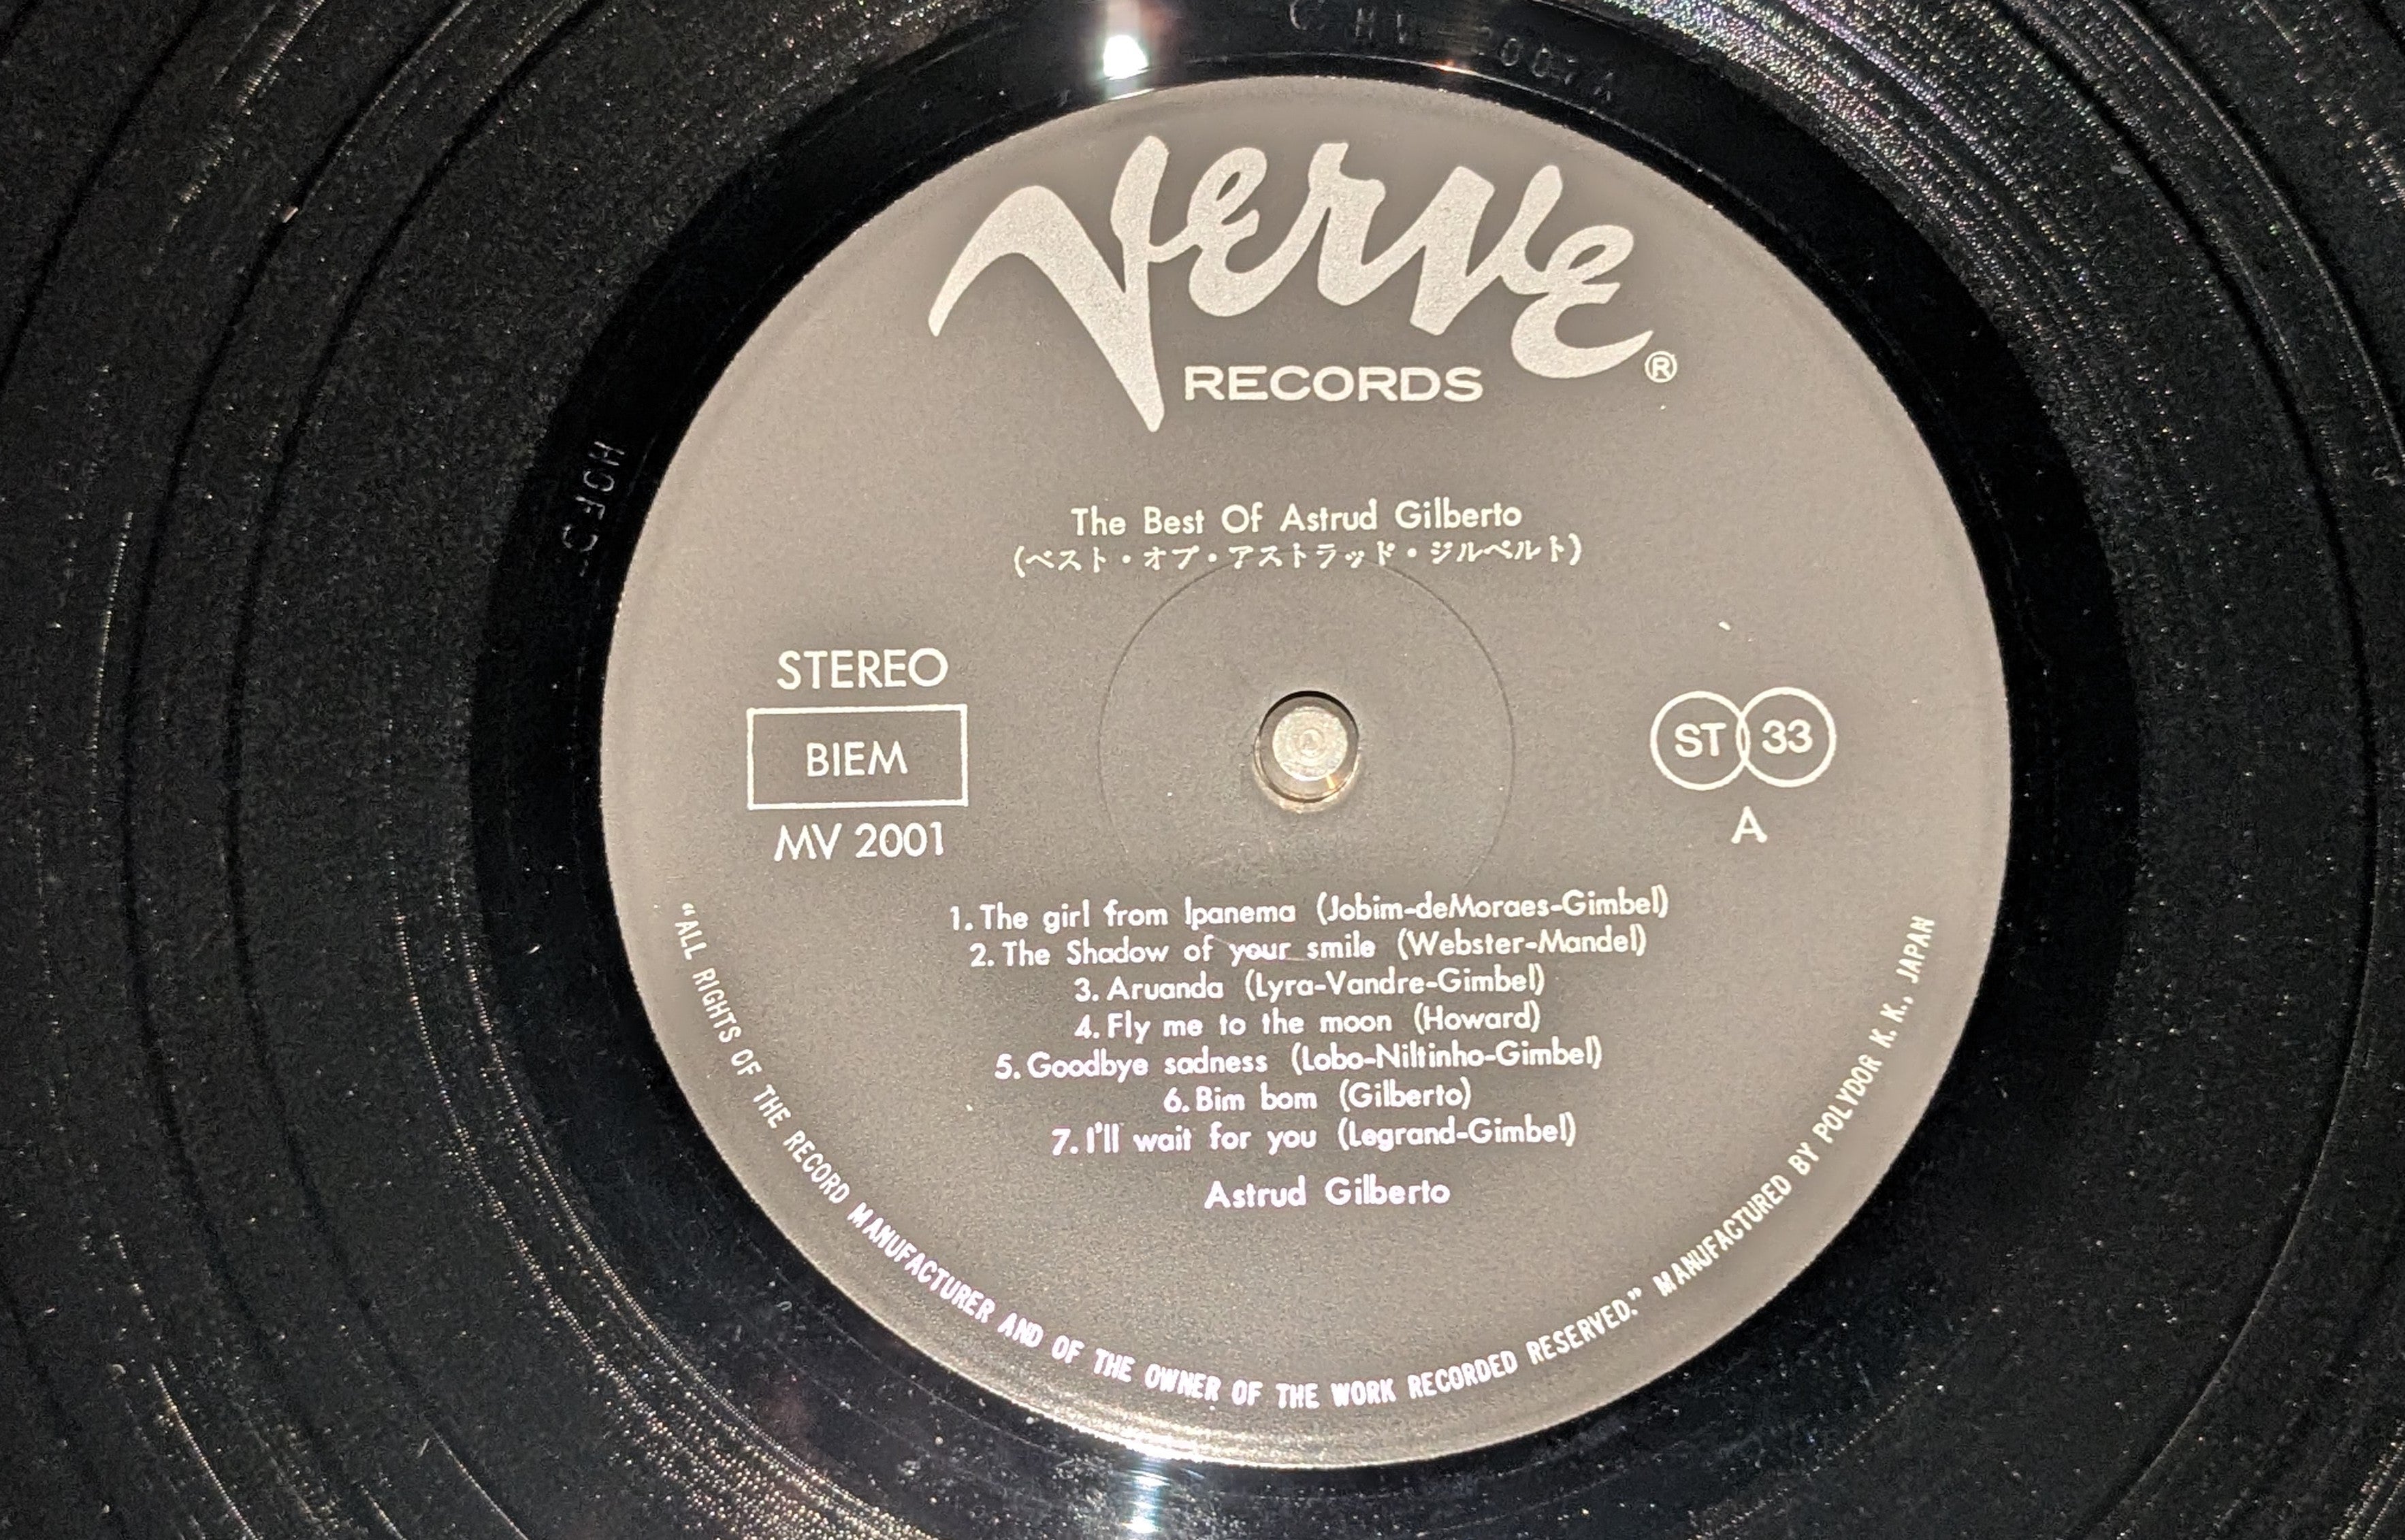 Verve
RECORDS ®
The Best Of Astrud Gilberto
(ベスト・オブ・アストラッド・ジルベルト)
STEREO
BIEM
MV 2001
ST 33
A
1. The girl from Ipanema (Jobim-deMoraes-Gimbel)
2. The Shadow of your smile (Webster-Mandel)
3. Aruanda (Lyra-Vandre-Gimbel)
4. Fly me to the moon (Howard)
5. Goodbye sadness (Lobo-Niltinho-Gimbel)
6. Bim bom (Gilberto)
7. I'll wait for you (Legrand-Gimbel)
Astrud Gilberto
“ALL RIGHTS OF THE RECORD MANUFACTURER AND OF THE OWNER OF THE WORK RECORDED RESERVED.” MANUFACTURED BY POLYDOR K. K., JAPAN